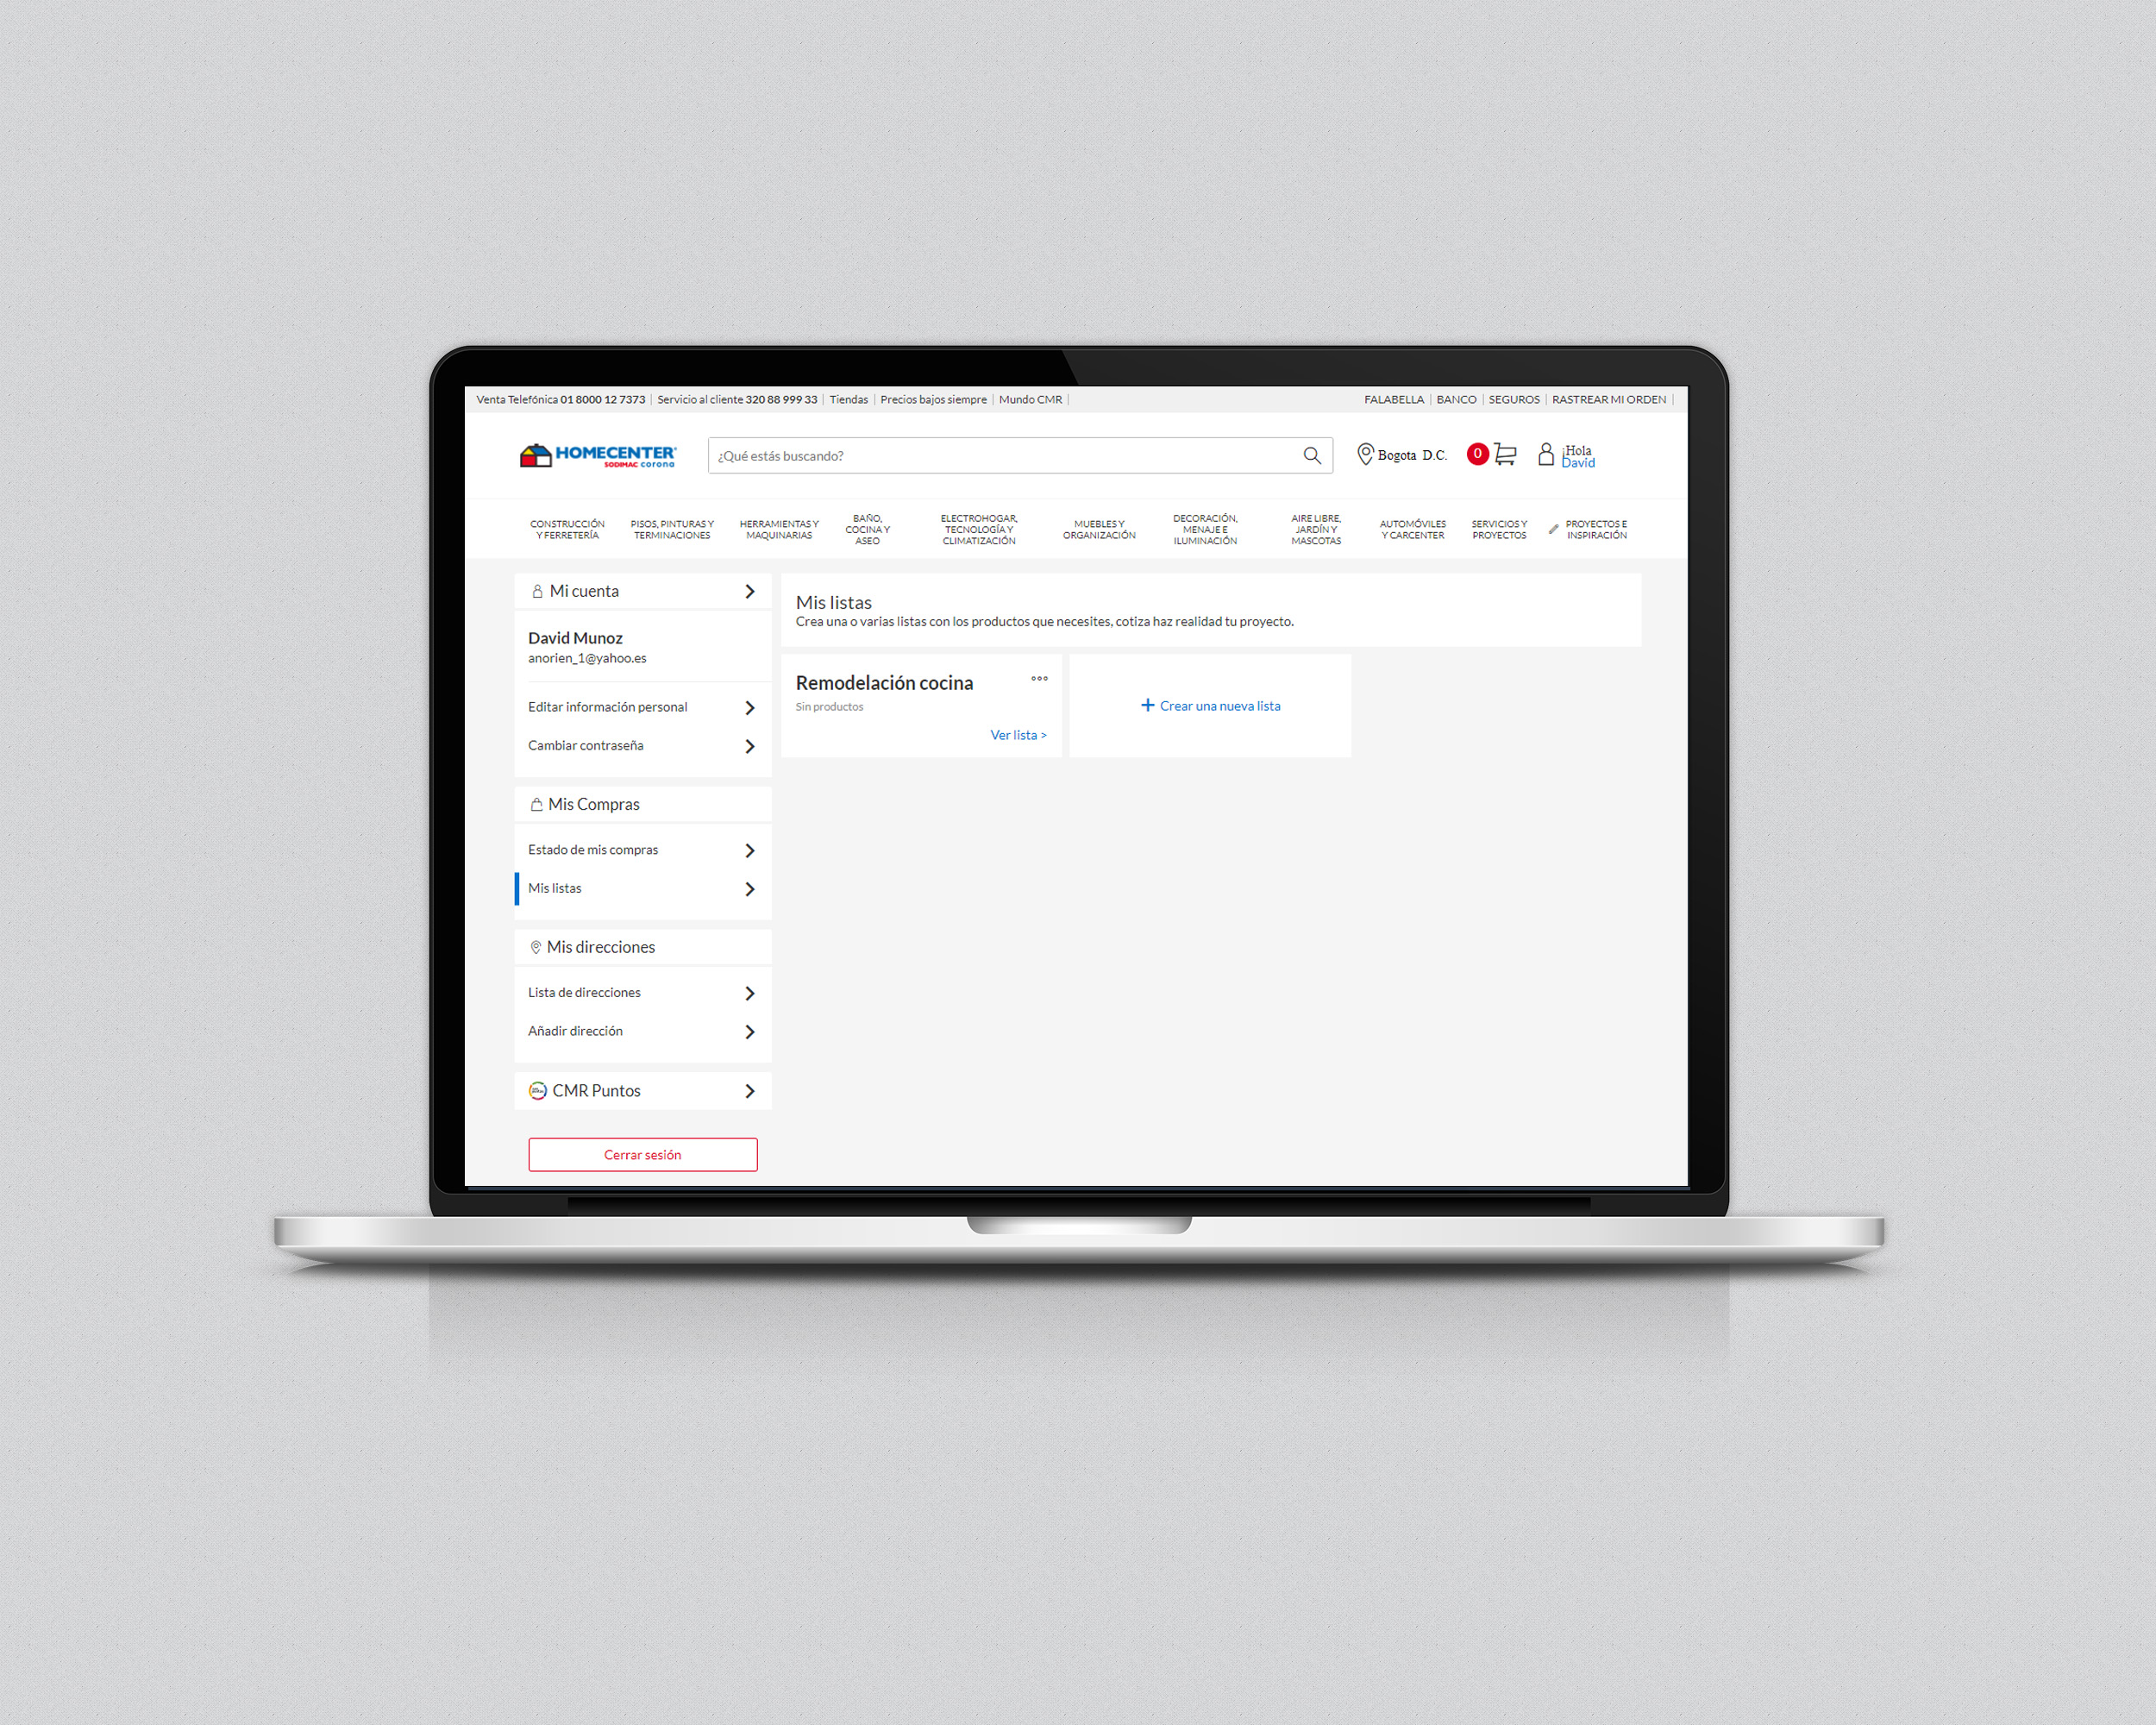 Venta Telefónica 01 8000 12 7373 | Servicio al cliente 320 88 999 33 | Tiendas | Precios bajos siempre | Mundo CMR |
FALABELLA | BANCO | SEGUROS | RASTREAR MI ORDEN |
HOMECENTER
SODIMAC corona
¿Qué estás buscando?
Bogota D.C.
0
¡Hola
David
CONSTRUCCIÓN
Y FERRETERÍA
PISOS, PINTURAS Y
TERMINACIONES
HERRAMIENTAS Y
MAQUINARIAS
BAÑO,
COCINA Y
ASEO
ELECTROHOGAR,
TECNOLOGÍA Y
CLIMATIZACIÓN
MUEBLES Y
ORGANIZACIÓN
DECORACIÓN,
MENAJE E
ILUMINACIÓN
AIRE LIBRE,
JARDÍN Y
MASCOTAS
AUTOMÓVILES
Y CARCENTER
SERVICIOS Y
PROYECTOS
PROYECTOS E
INSPIRACIÓN
Mi cuenta
David Munoz
anorien_1@yahoo.es
Editar información personal
Cambiar contraseña
Mis Compras
Estado de mis compras
Mis listas
Mis direcciones
Lista de direcciones
Añadir dirección
CMR Puntos
Cerrar sesión
Mis listas
Crea una o varias listas con los productos que necesites, cotiza haz realidad tu proyecto.
Remodelación cocina
Sin productos
Ver lista >
+ Crear una nueva lista